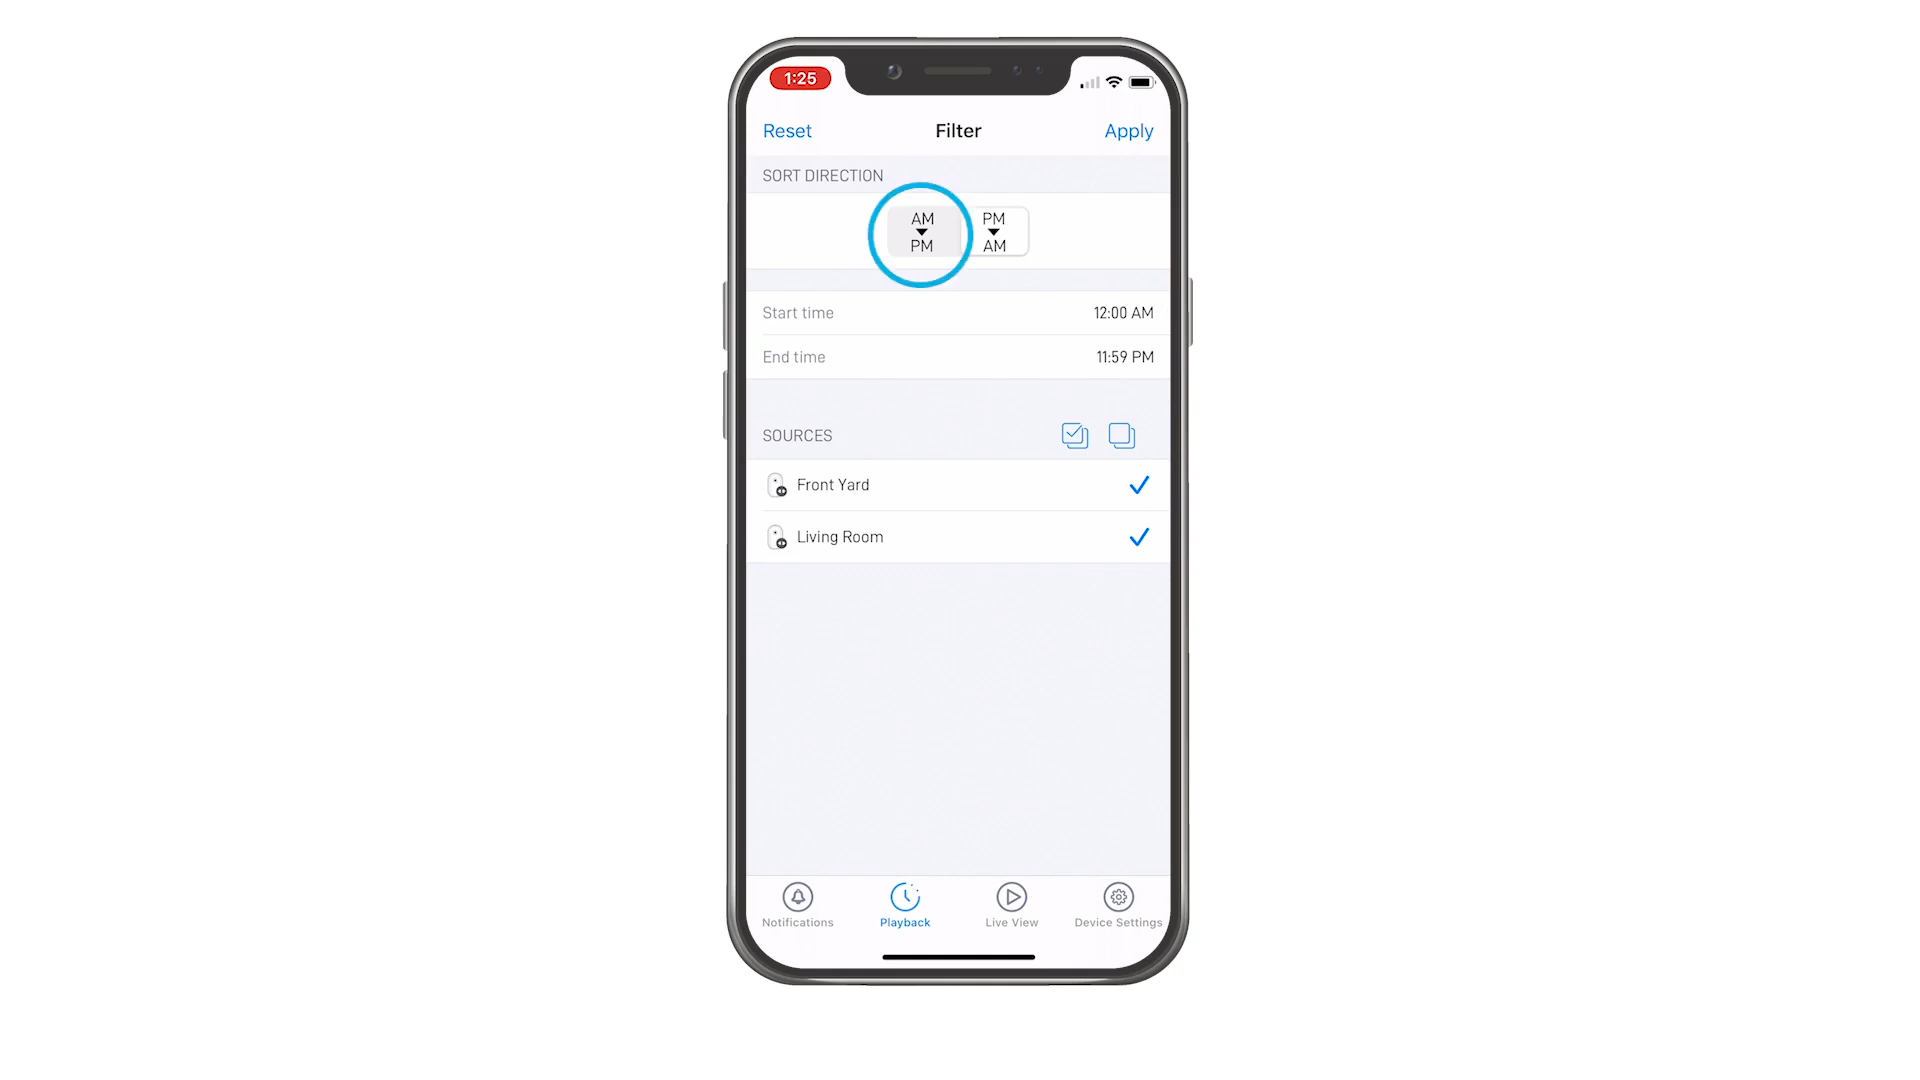 1:25
Reset Filter Apply
SORT DIRECTION
AM PM
PM AM
Start time 12:00 AM
End time 11:59 PM
SOURCES
Front Yard
Living Room
Notifications Playback Live View Device Settings